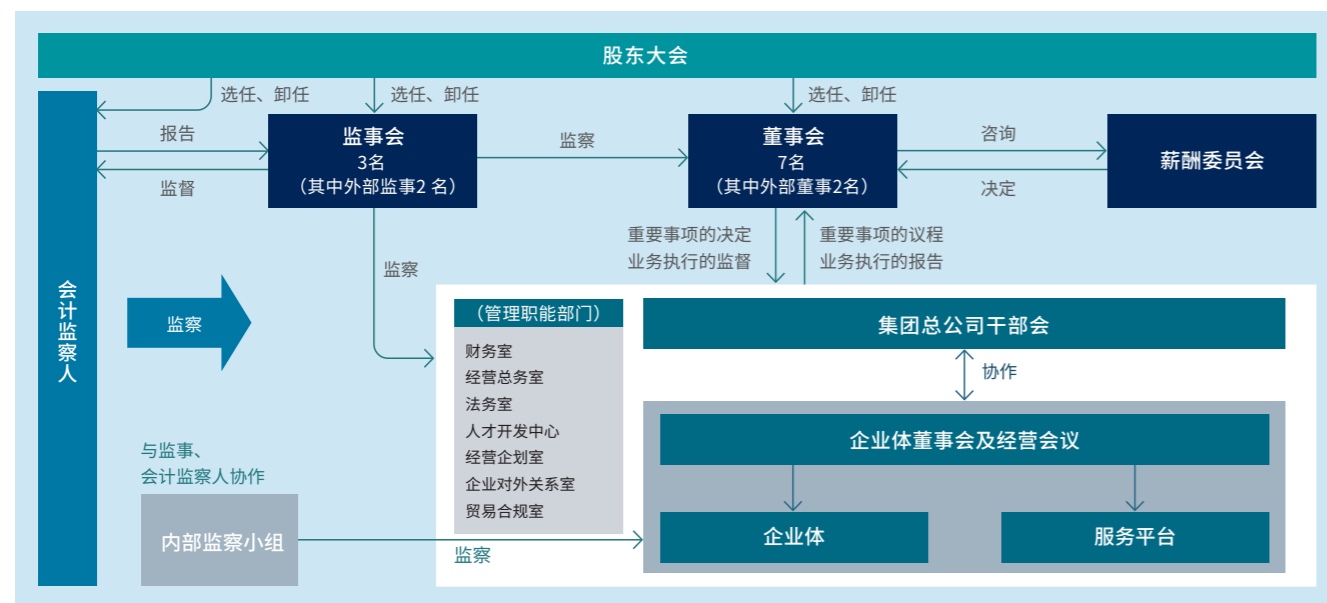 股东大会
选任、卸任
选任、卸任
选任、卸任
报告
监督
监事会
3名
（其中外部监事2 名）
监察
董事会
7名
（其中外部董事2名）
咨询
决定
薪酬委员会
会计监察人
监察
监察
重要事项的决定
业务执行的监督
重要事项的议程
业务执行的报告
（管理职能部门）
财务室
经营总务室
法务室
人才开发中心
经营企划室
企业对外关系室
贸易合规室
集团总公司干部会
协作
企业体董事会及经营会议
企业体
服务平台
与监事、
会计监察人协作
内部监察小组
监察